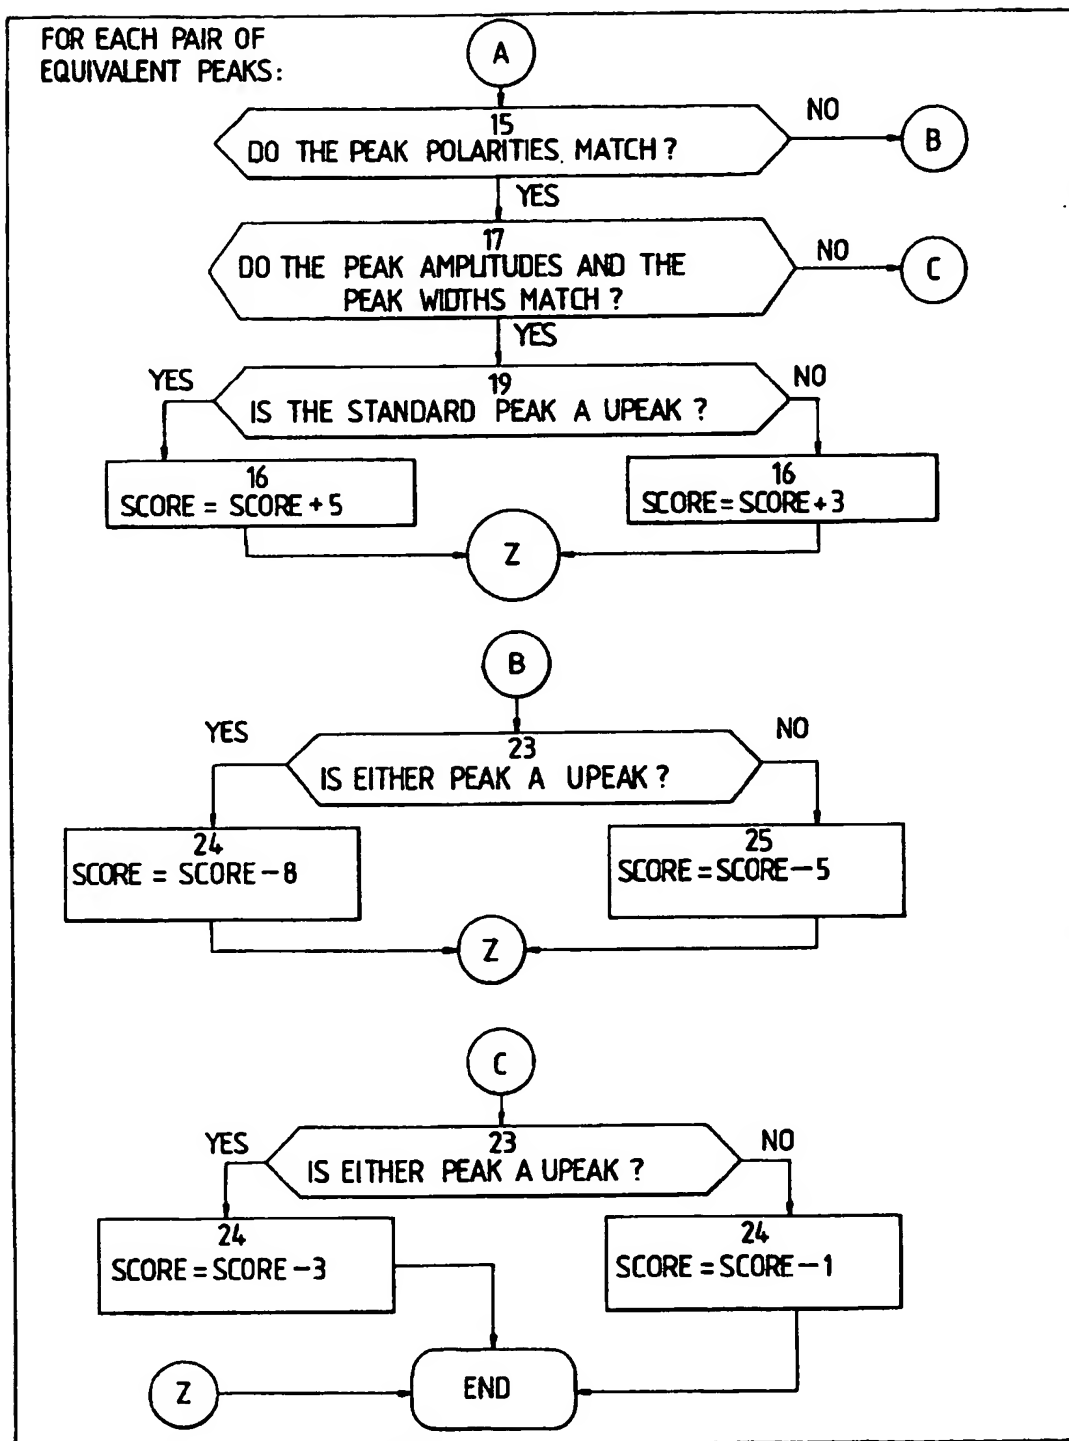 FOR EACH PAIR OF
EQUIVALENT PEAKS:
A
15
DO THE PEAK POLARITIES. MATCH?
NO
B
YES
17
DO THE PEAK AMPLITUDES AND THE
PEAK WIDTHS MATCH?
NO
C
YES
19
IS THE STANDARD PEAK A UPEAK?
YES
NO
16
SCORE = SCORE+5
16
SCORE=SCORE+3
Z
B
23
IS EITHER PEAK A UPEAK?
YES
NO
24
SCORE = SCORE-8
25
SCORE=SCORE-5
Z
C
23
IS EITHER PEAK A UPEAK?
YES
NO
24
SCORE=SCORE-3
24
SCORE=SCORE-1
Z
END